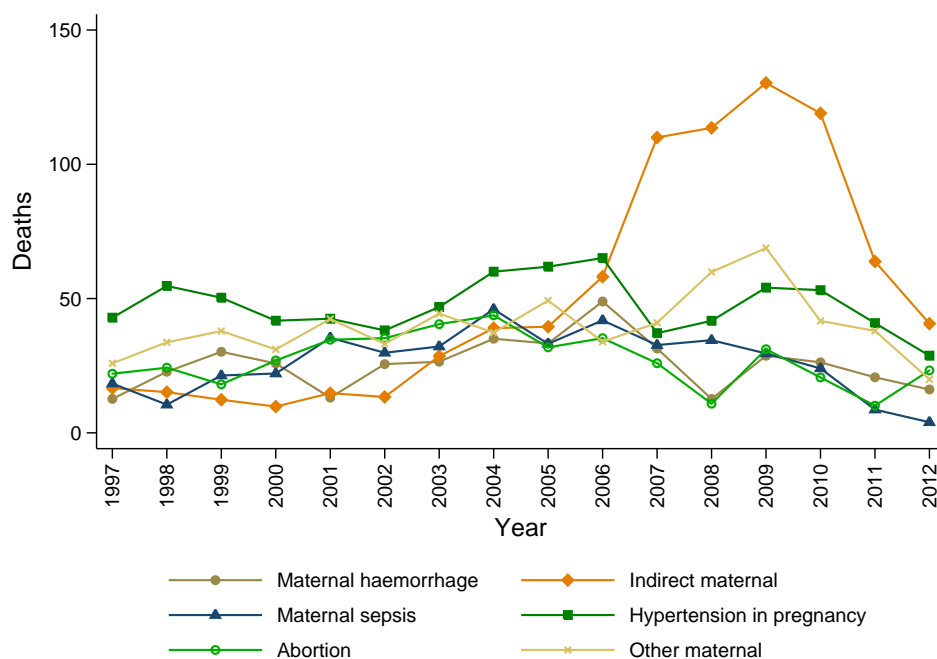 150
100
50
0
Deaths
1997 1998 1999 2000 2001 2002 2003 2004 2005 2006 2007 2008 2009 2010 2011 2012
Year
Maternal haemorrhage Indirect maternal
Maternal sepsis Hypertension in pregnancy
Abortion Other maternal